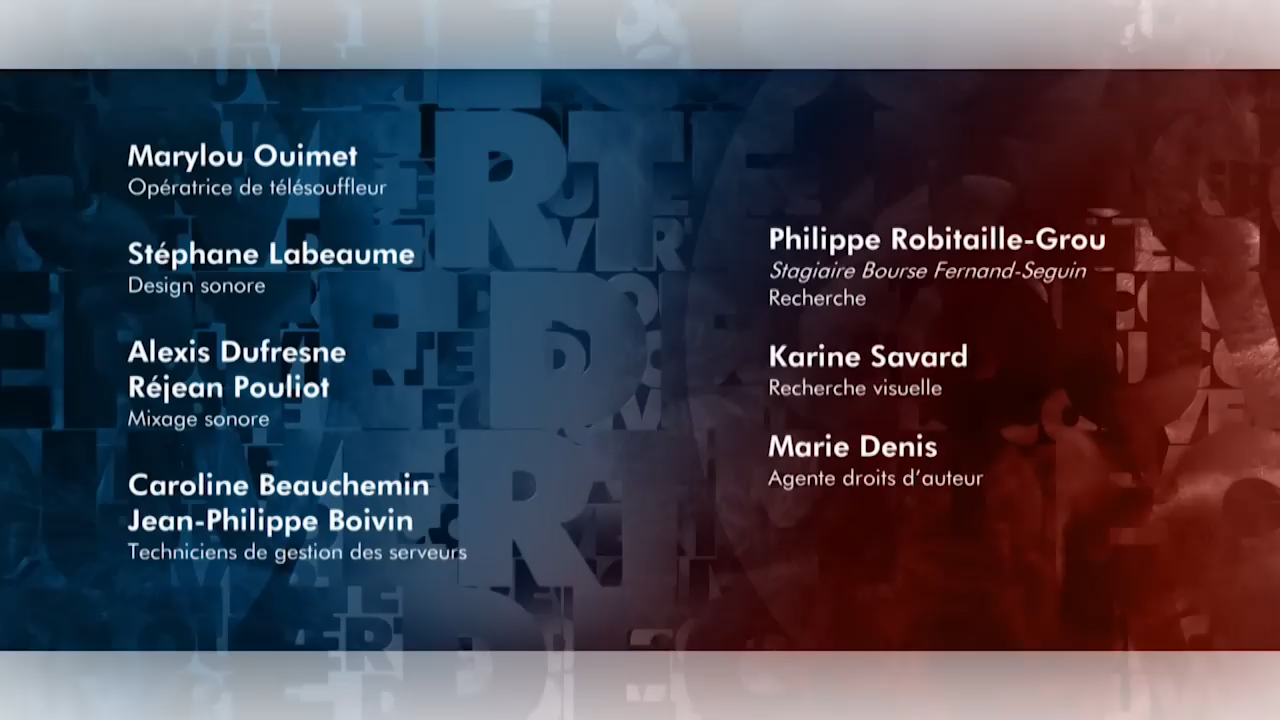 Marylou Ouimet
Opératrice de télésouffleur
Stéphane Labeaume
Design sonore
Alexis Dufresne
Réjean Pouliot
Mixage sonore
Caroline Beauchemin
Jean-Philippe Boivin
Techniciens de gestion des serveurs
Philippe Robitaille-Grou
Stagiaire Bourse Fernand-Seguin
Recherche
Karine Savard
Recherche visuelle
Marie Denis
Agente droits d'auteur